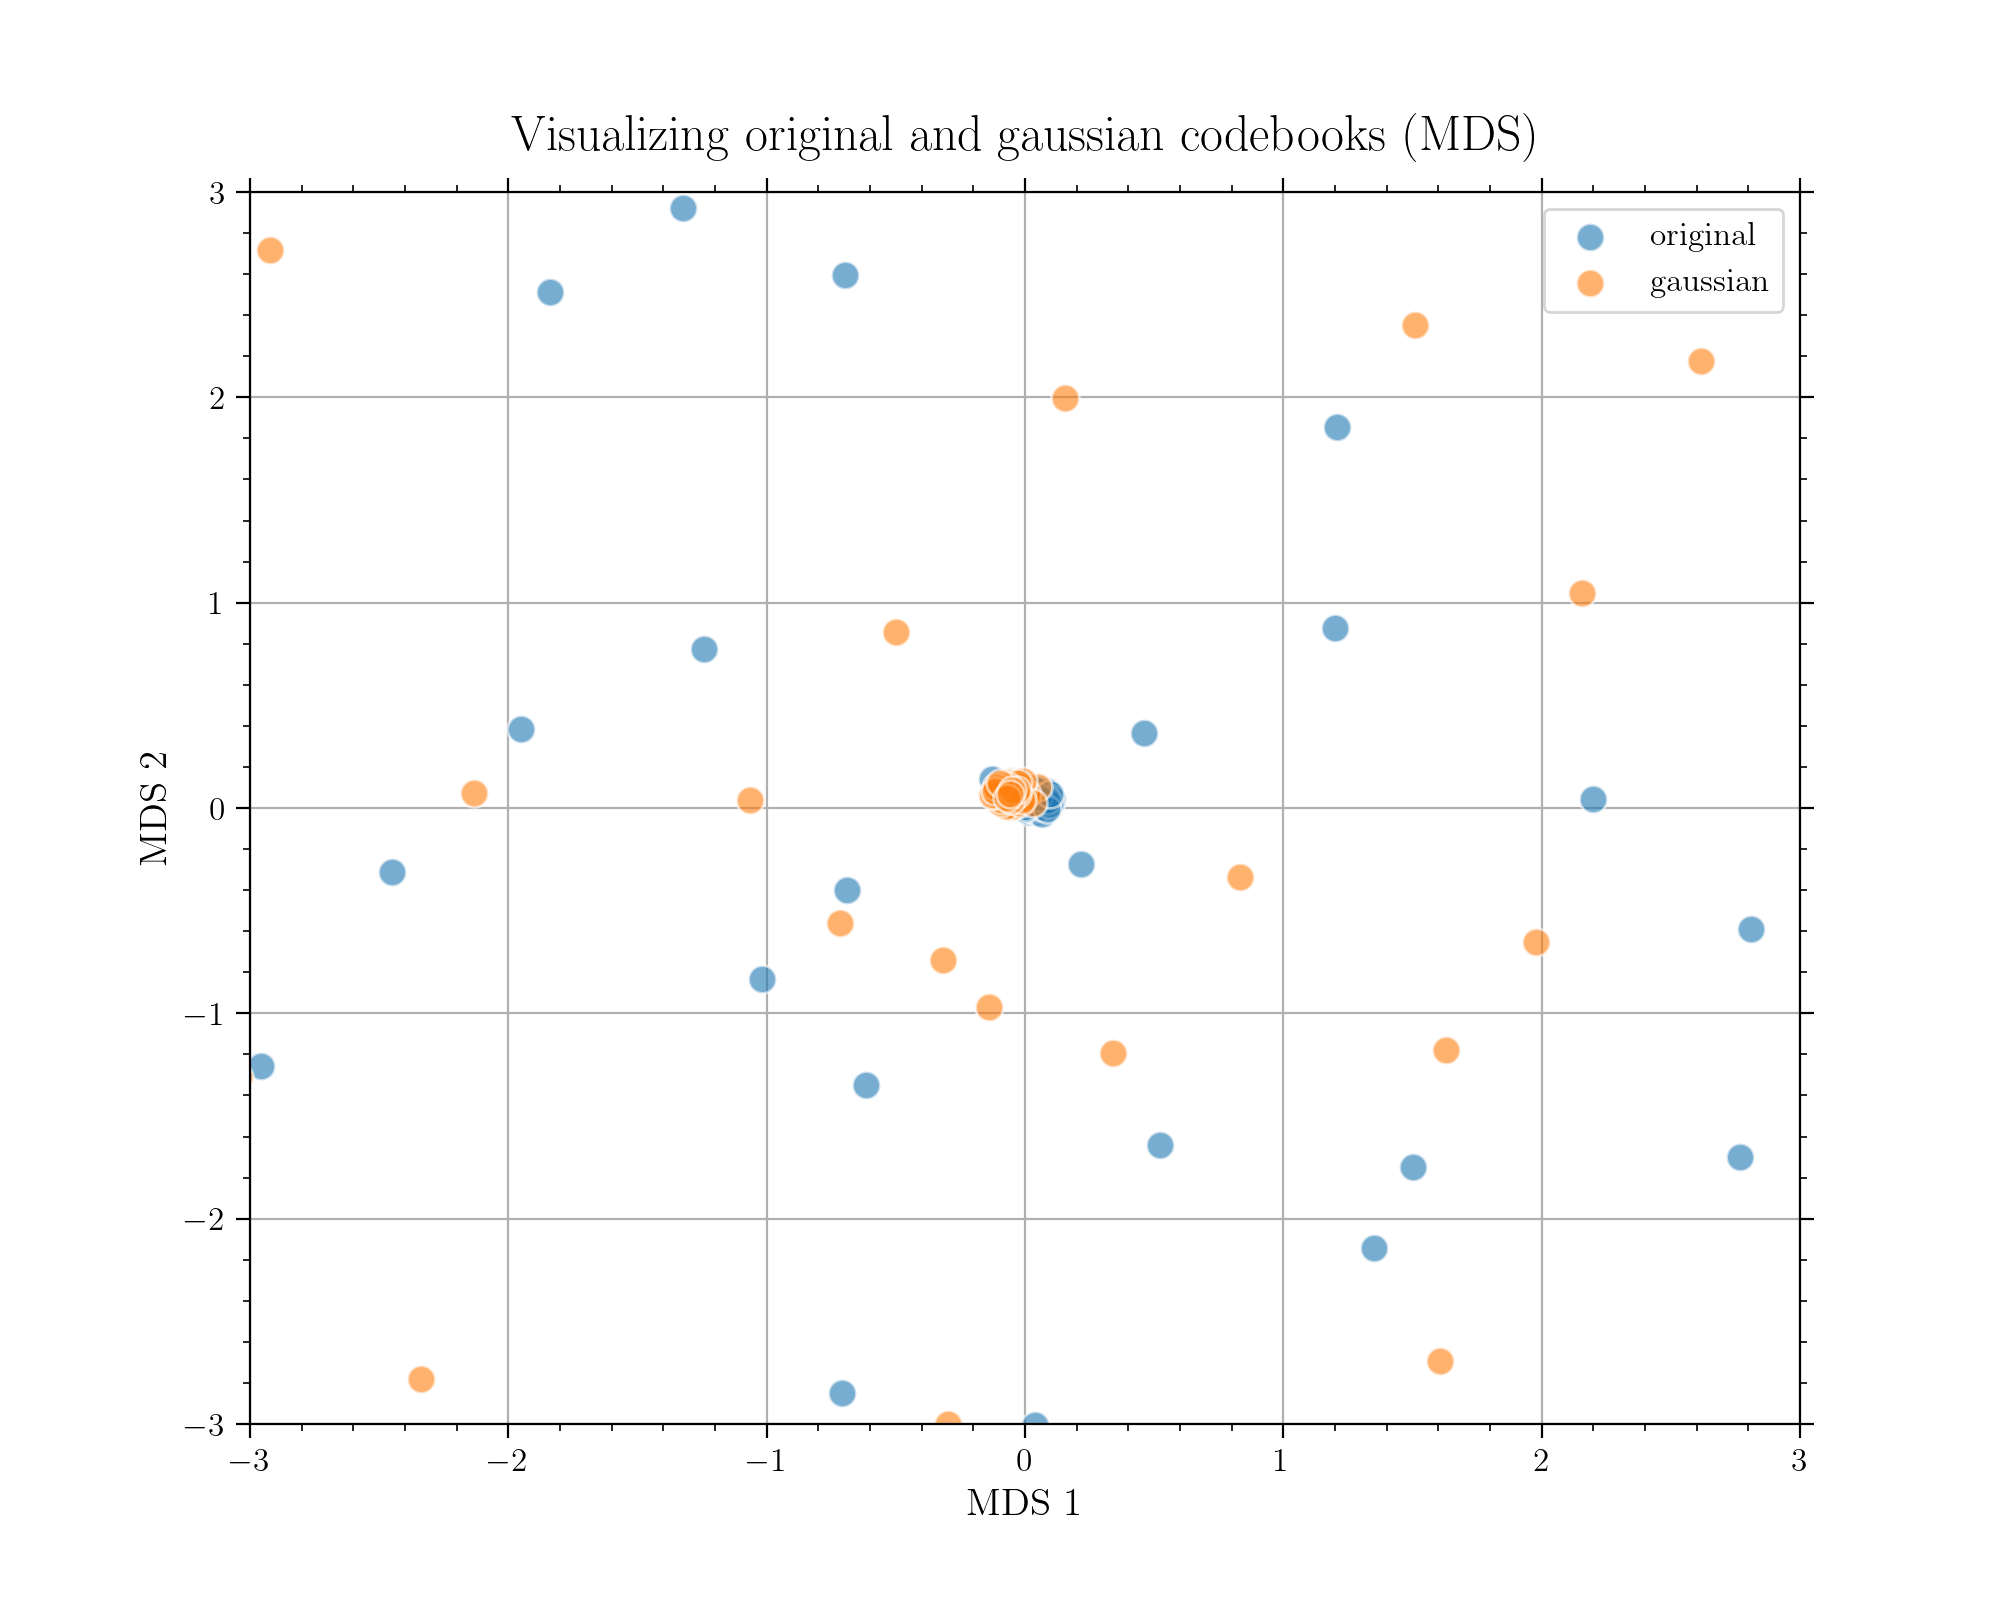 Visualizing original and gaussian codebooks (MDS)
original
gaussian
3
2
1
0
−1
−2
−3
MDS 2
−3
−2
−1
0
1
2
3
MDS 1